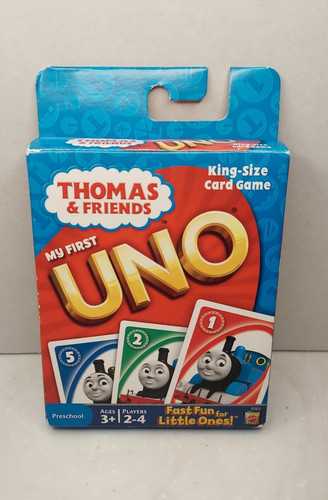 THOMAS
& FRIENDS
King-Size
Card Game
MY FIRST
UNO
5
2
1
Preschool
AGES
3+
PLAYERS
2-4
Fast Fun for
Little Ones!